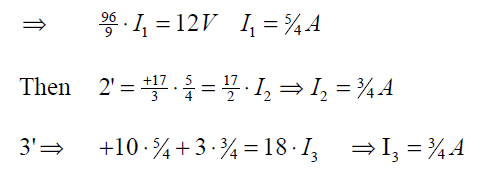 ⇒ 96/9 · I₁ = 12V I₁ = 5/4 A
Then 2' = +17/3 · 5/4 = 17/2 · I₂ ⇒ I₂ = 3/4 A
3' ⇒ +10 · 5/4 + 3 · 3/4 = 18 · I₃ ⇒ I₃ = 3/4 A